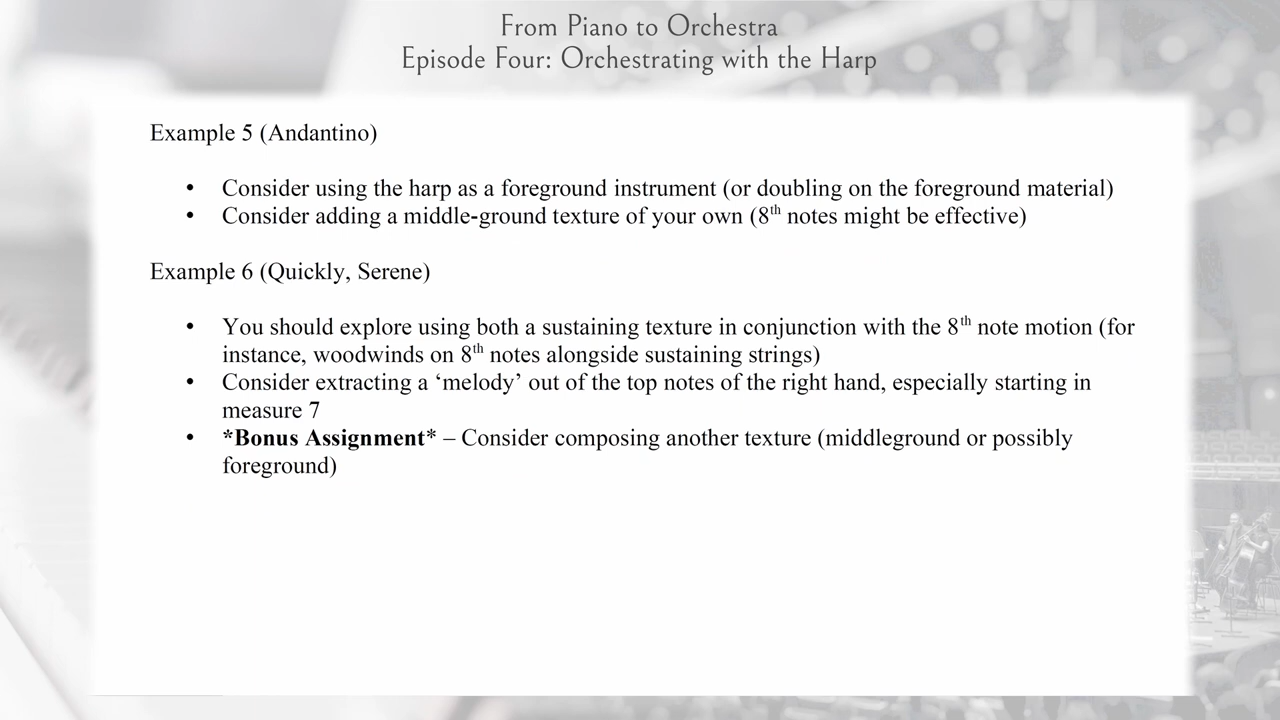 From Piano to Orchestra
Episode Four: Orchestrating with the Harp
Example 5 (Andantino)
• Consider using the harp as a foreground instrument (or doubling on the foreground material)
• Consider adding a middle-ground texture of your own (8th notes might be effective)
Example 6 (Quickly, Serene)
• You should explore using both a sustaining texture in conjunction with the 8th note motion (for
instance, woodwinds on 8th notes alongside sustaining strings)
• Consider extracting a ‘melody’ out of the top notes of the right hand, especially starting in
measure 7
• *Bonus Assignment* – Consider composing another texture (middleground or possibly
foreground)